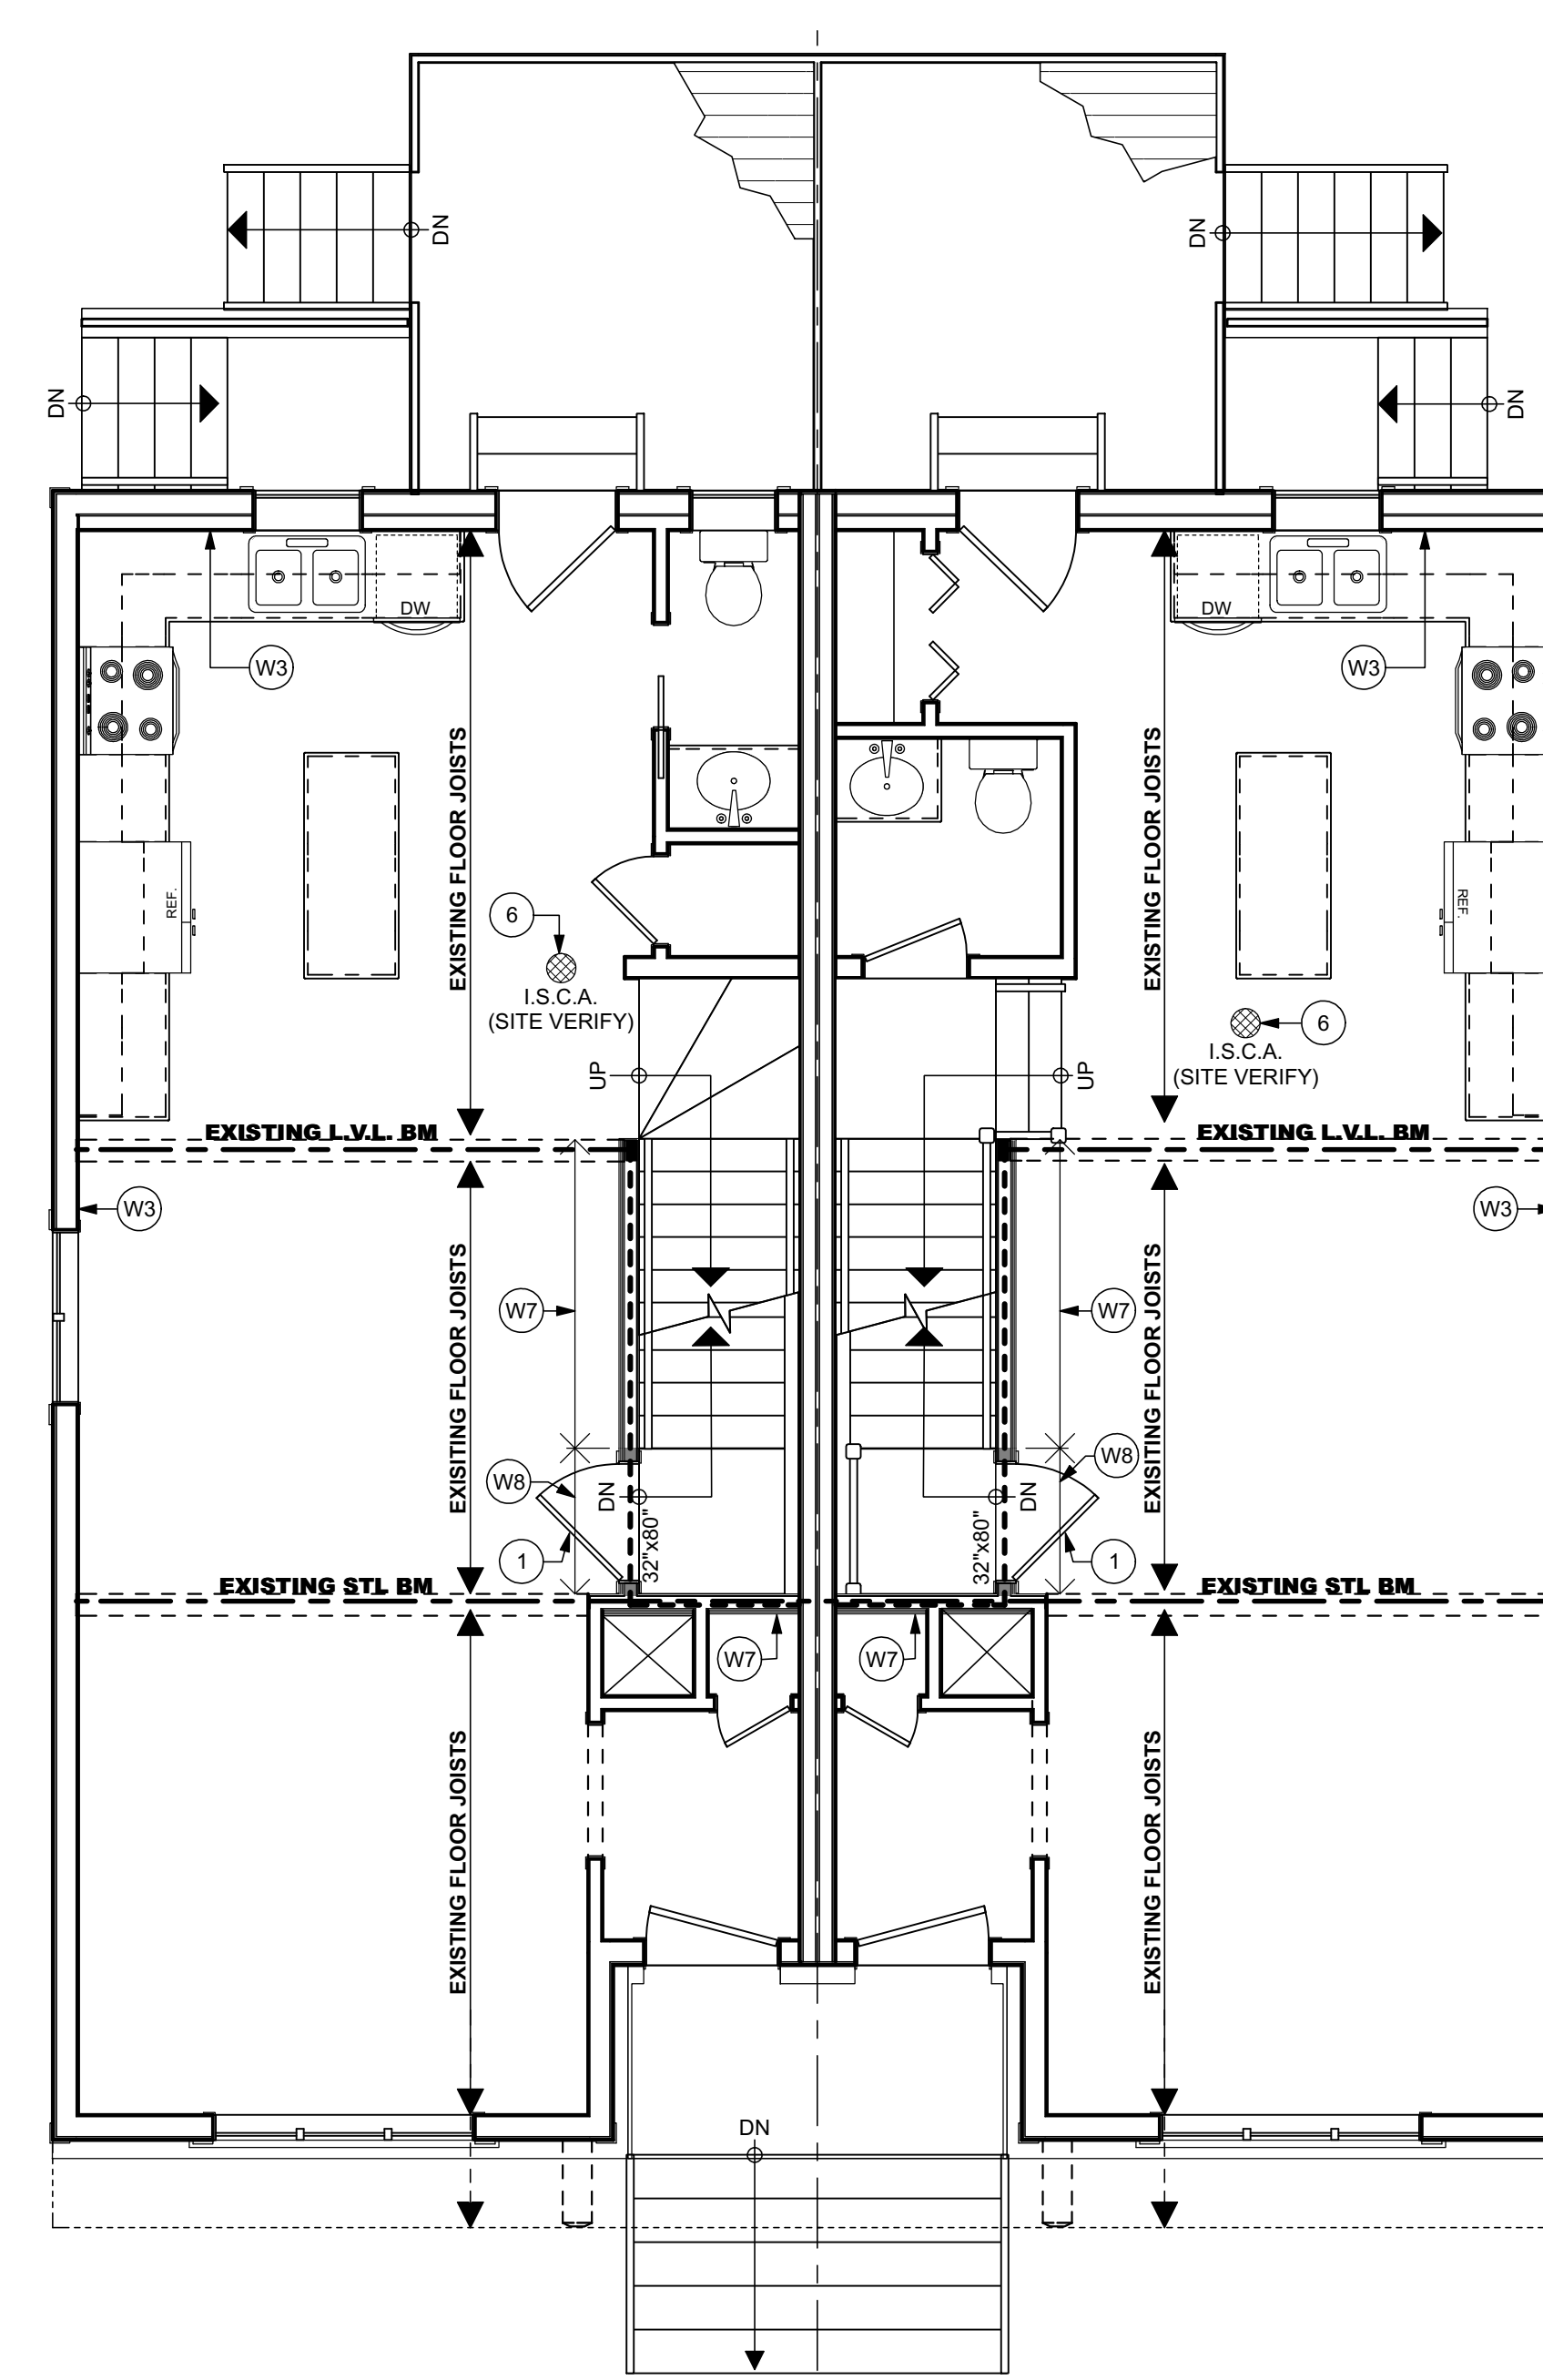 DN
DN
DN
DN
DW
DW
W3
W3
EXISTING FLOOR JOISTS
EXISTING FLOOR JOISTS
REF.
REF.
6
I.S.C.A.
(SITE VERIFY)
6
I.S.C.A.
(SITE VERIFY)
UP
UP
EXISTING L.V.L. BM
EXISTING L.V.L. BM
W3
W3
W7
W7
EXISITING FLOOR JOISTS
EXISITING FLOOR JOISTS
W8
W8
DN
DN
1
32"x80"
32"x80"
1
EXISTING STL BM
EXISTING STL BM
W7
W7
EXISTING FLOOR JOISTS
EXISTING FLOOR JOISTS
DN